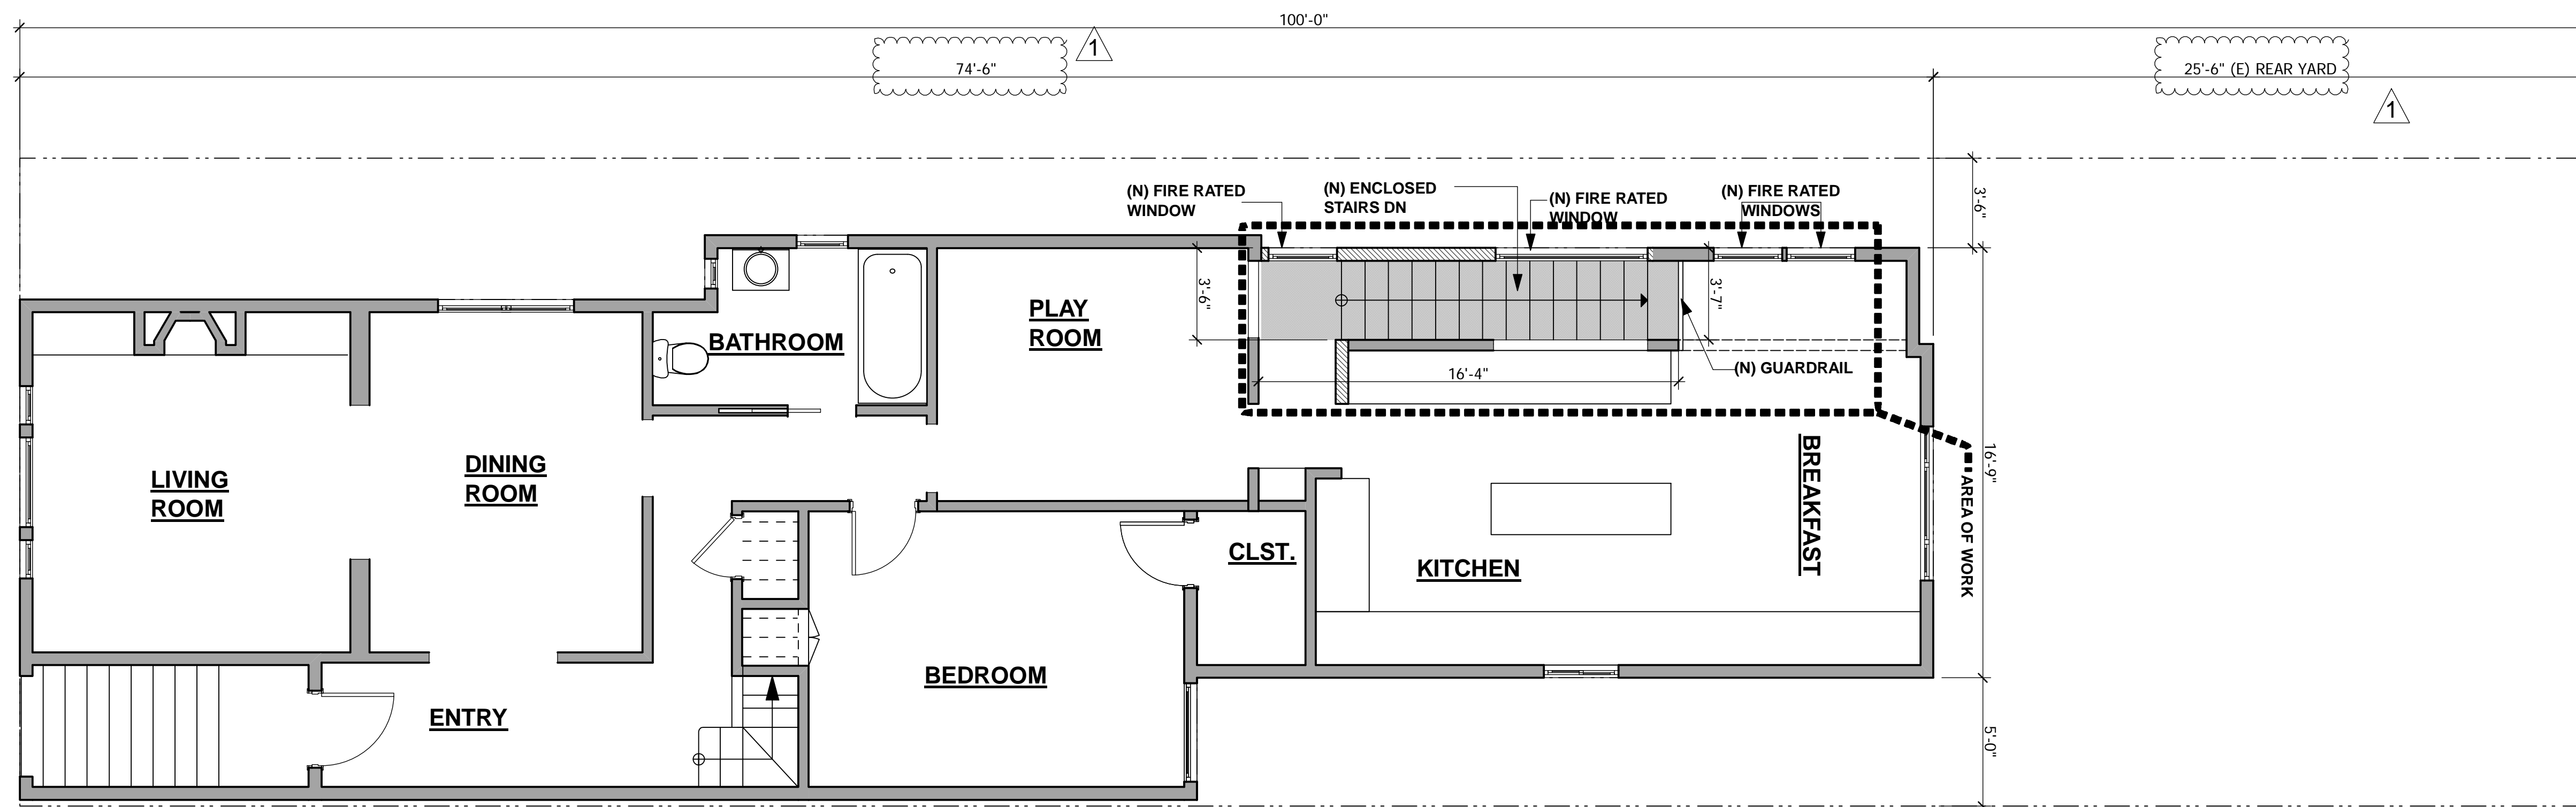 100'-0"
1
74'-6"
25'-6" (E) REAR YARD
1
(N) FIRE RATED
WINDOW
(N) ENCLOSED
STAIRS DN
(N) FIRE RATED
WINDOW
(N) FIRE RATED
WINDOWS
3'-6"
3'-6"
3'-7"
PLAY
ROOM
BATHROOM
(N) GUARDRAIL
16'-4"
LIVING
ROOM
DINING
ROOM
BREAKFAST
16'-9"
AREA OF WORK
CLST.
KITCHEN
BEDROOM
ENTRY
5'-0"